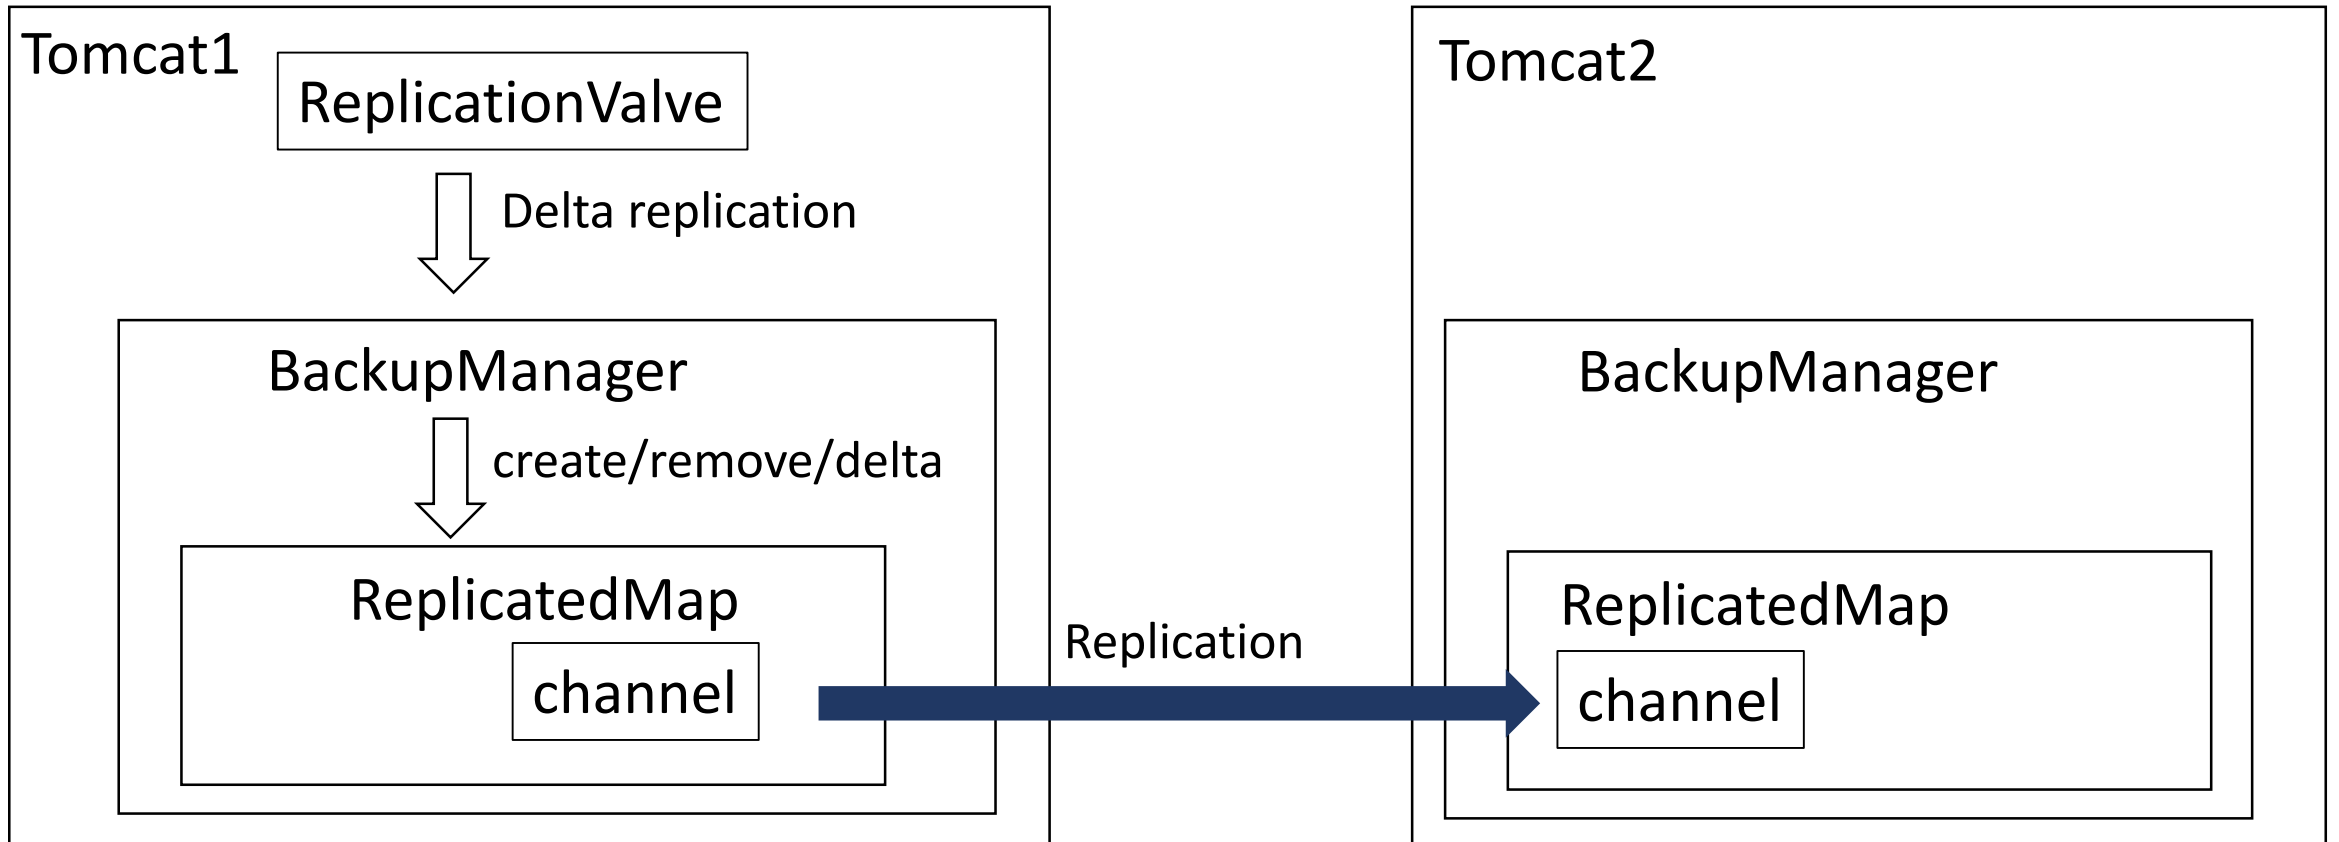 Tomcat1
ReplicationValve
Delta replication
BackupManager
create/remove/delta
ReplicatedMap
channel
Replication
Tomcat2
BackupManager
ReplicatedMap
channel